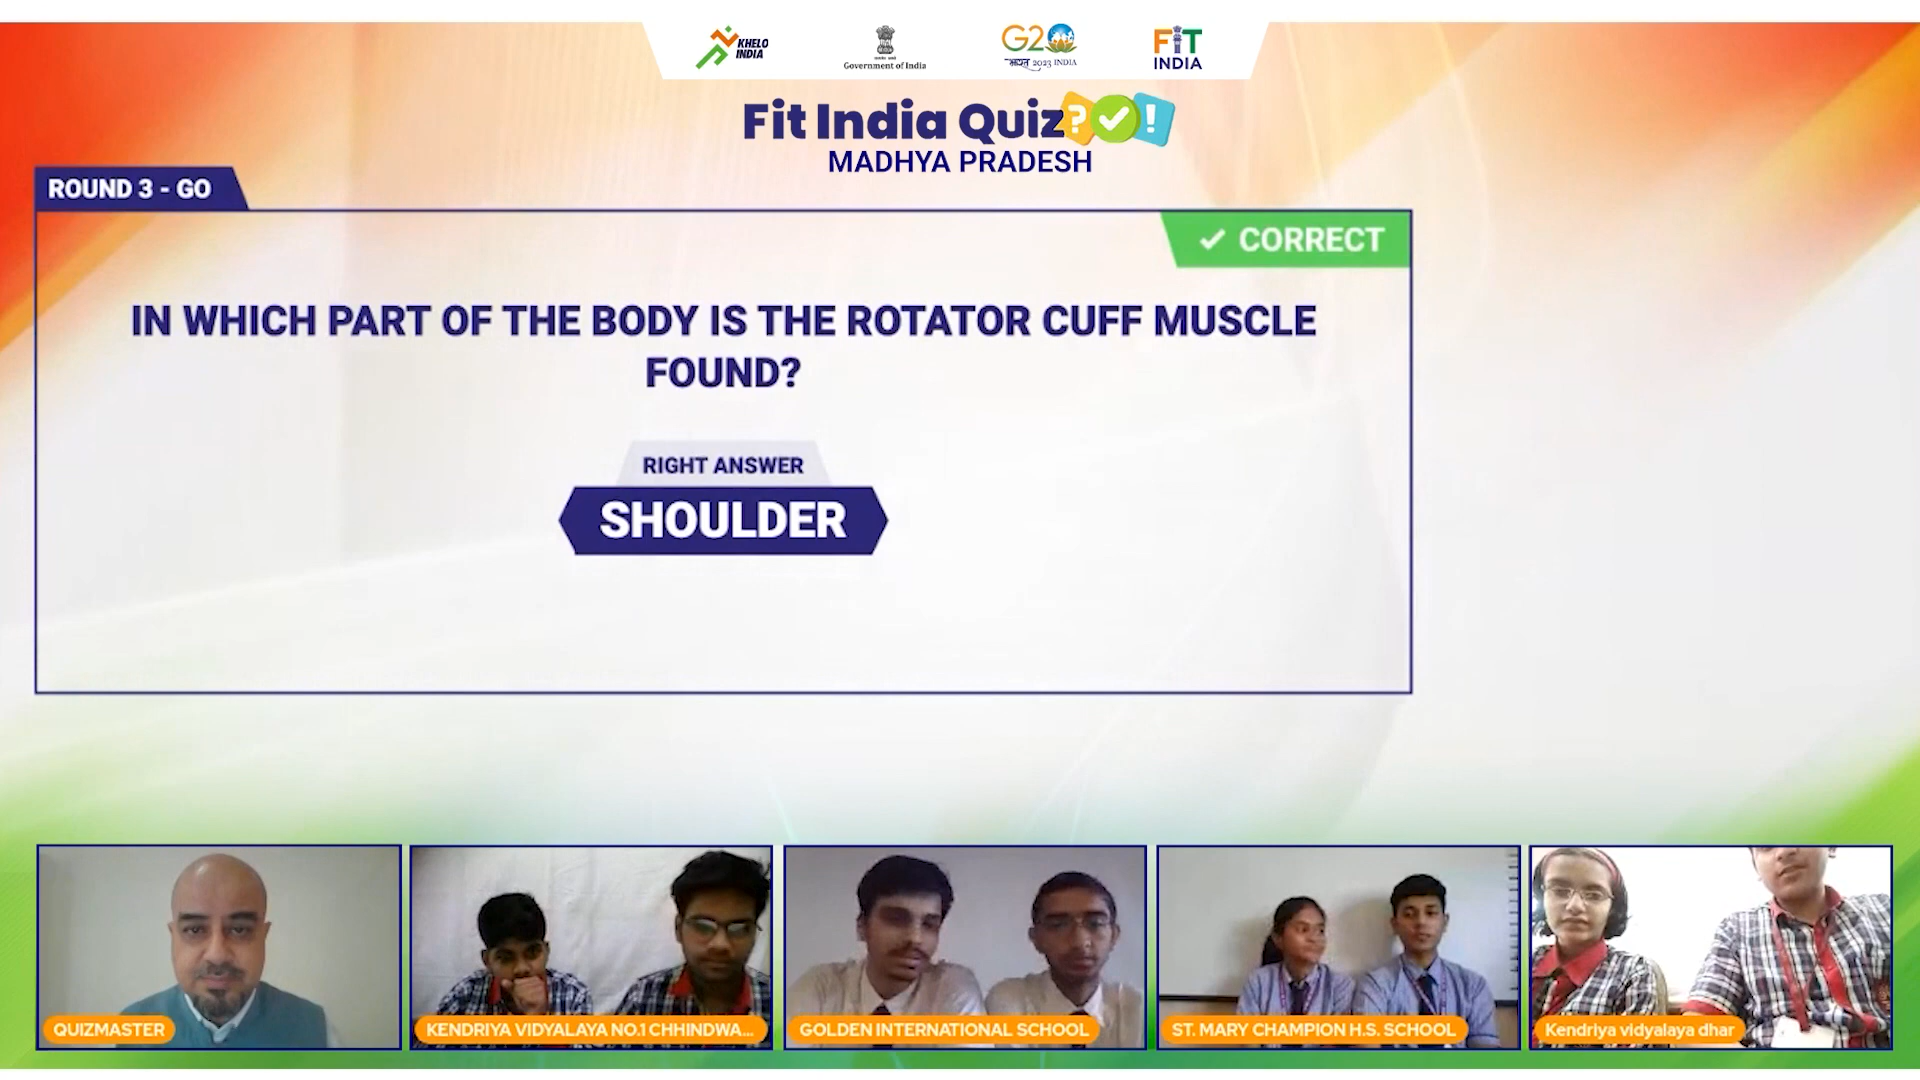 KHELO
INDIA
Government of India
G20
भारत 2023 INDIA
FIT
INDIA
Fit India Quiz?!
MADHYA PRADESH
ROUND 3 - GO
CORRECT
IN WHICH PART OF THE BODY IS THE ROTATOR CUFF MUSCLE
FOUND?
RIGHT ANSWER
SHOULDER
QUIZMASTER
KENDRIYA VIDYALAYA NO.1 CHHINDWA...
GOLDEN INTERNATIONAL SCHOOL
ST. MARY CHAMPION H.S. SCHOOL
Kendriya vidyalaya dhar